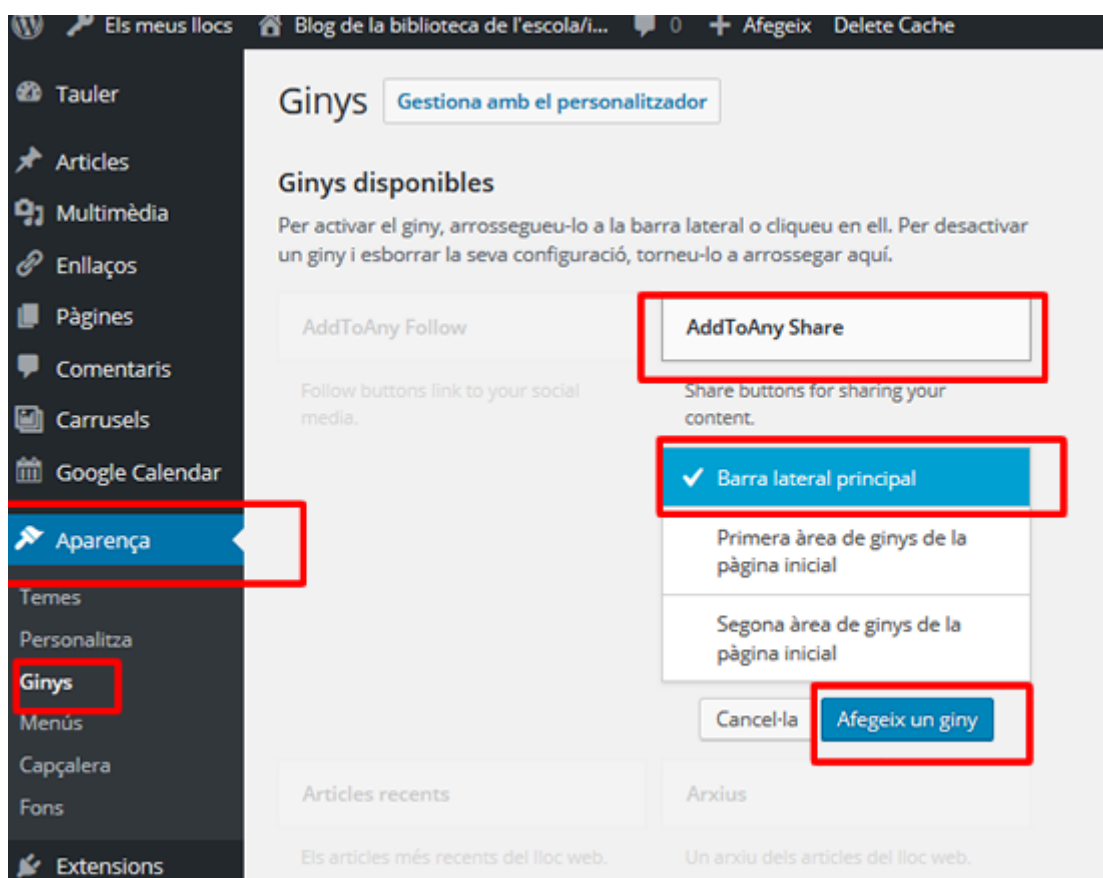 Els meus llocs Blog de la biblioteca de l'escola/i... 0 Afegeix Delete Cache
Tauler
Articles
Multimèdia
Enllaços
Pàgines
Comentaris
Carrusels
Google Calendar
Aparença
Temes
Personalitza
Ginys
Menús
Capçalera
Fons
Extensions
Ginys Gestiona amb el personalitzador
Ginys disponibles
Per activar el giny, arrossegueu-lo a la barra lateral o cliqueu en ell. Per desactivar
un giny i esborrar la seva configuració, torneu-lo a arrossegar aquí.
AddToAny Follow
Follow buttons link to your social
media.
AddToAny Share
Share buttons for sharing your
content.
Barra lateral principal
Primera àrea de ginys de la
pàgina inicial
Segona àrea de ginys de la
pàgina inicial
Cancel·la Afegeix un giny
Articles recents
Els articles més recents del lloc web.
Arxius
Un arxiu dels articles del lloc web.